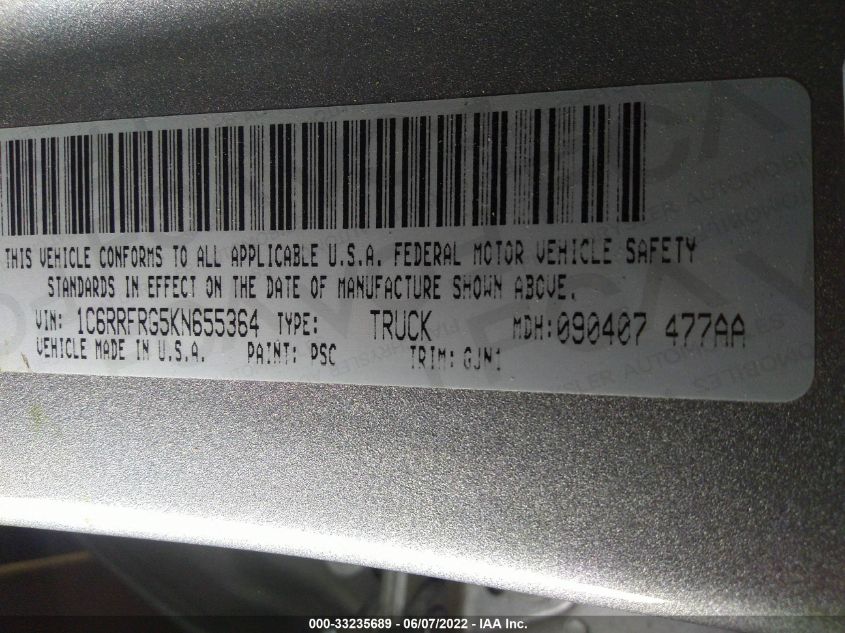 THIS VEHICLE CONFORMS TO ALL APPLICABLE U.S.A. FEDERAL MOTOR VEHICLE SAFETY
STANDARDS IN EFFECT ON THE DATE OF MANUFACTURE SHOWN ABOVE.
VIN: 1C6RRFRG5KN655364 TYPE: TRUCK MDH: 090407 477AA
VEHICLE MADE IN U.S.A. PAINT: PSC TRIM: GJN1
000-33235689 - 06/07/2022 - IAA Inc.